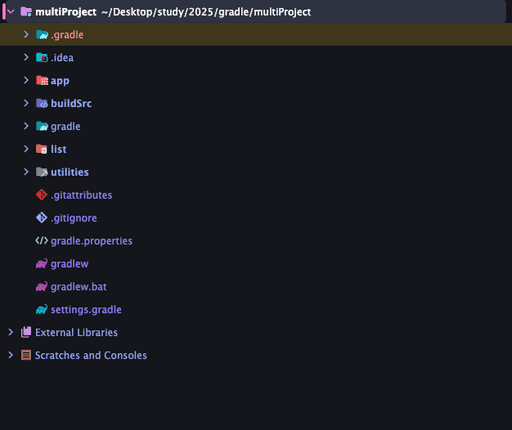 multiProject ~/Desktop/study/2025/gradle/multiProject
.gradle
.idea
app
buildSrc
gradle
list
utilities
.gitattributes
.gitignore
gradle.properties
gradlew
gradlew.bat
settings.gradle
External Libraries
Scratches and Consoles